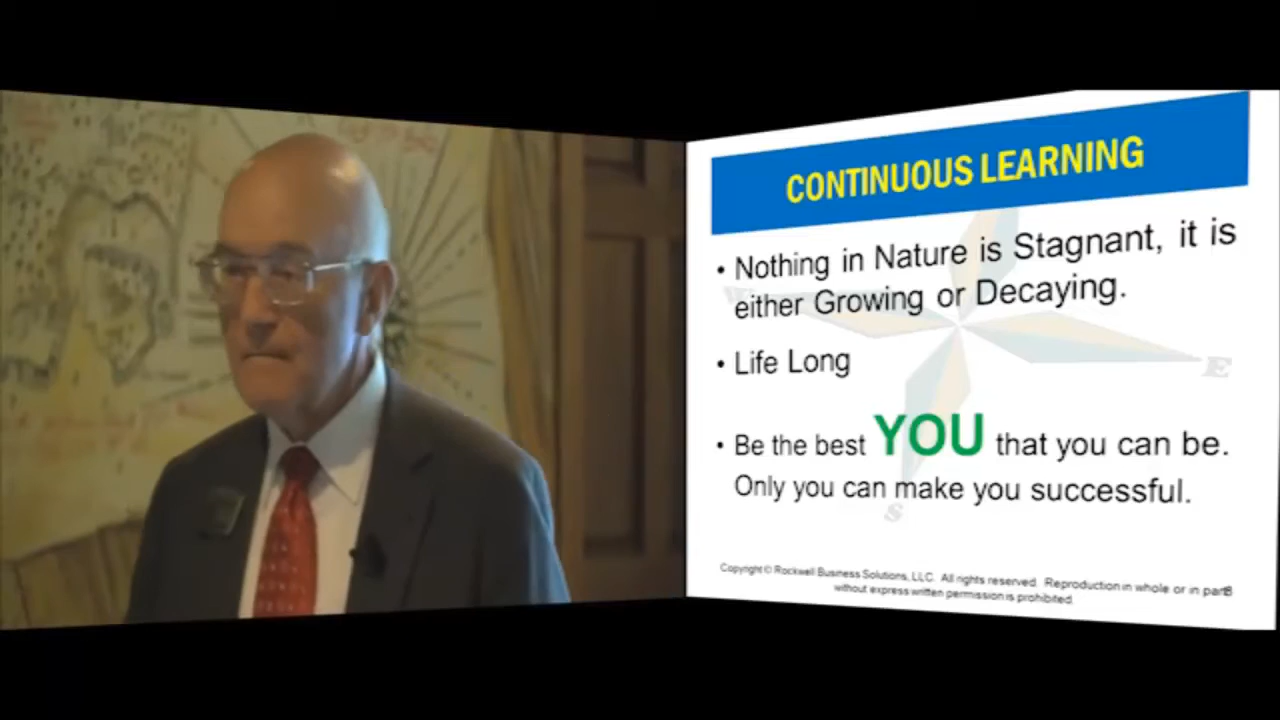 CONTINUOUS LEARNING
• Nothing in Nature is Stagnant, it is
either Growing or Decaying.
• Life Long
• Be the best YOU that you can be.
Only you can make you successful.
Copyright © Rockwell Business Solutions, LLC. All rights reserved. Reproduction in whole or in part
without express written permission is prohibited.
W
E
S